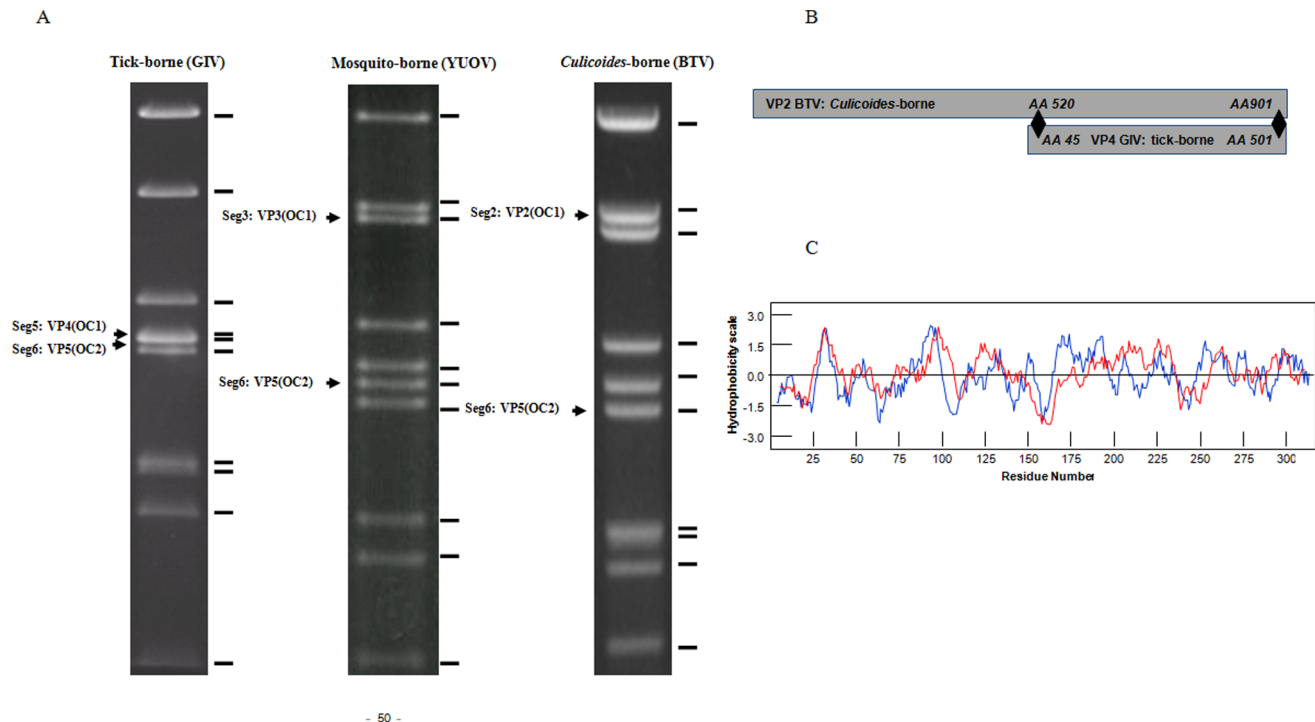 A
B
Tick-borne (GIV)
Mosquito-borne (YUOV)
Culicoides-borne (BTV)
VP2 BTV: Culicoides-borne AA 520 AA901
AA 45 VP4 GIV: tick-borne AA 501
Seg3: VP3(OC1)
Seg2: VP2(OC1)
Seg5: VP4(OC1)
Seg6: VP5(OC2)
Seg6: VP5(OC2)
Seg6: VP5(OC2)
C
Hydrophobicity scale
3.0
1.5
0.0
-1.5
-3.0
25 50 75 100 125 150 175 200 225 250 275 300
Residue Number
- 50 -